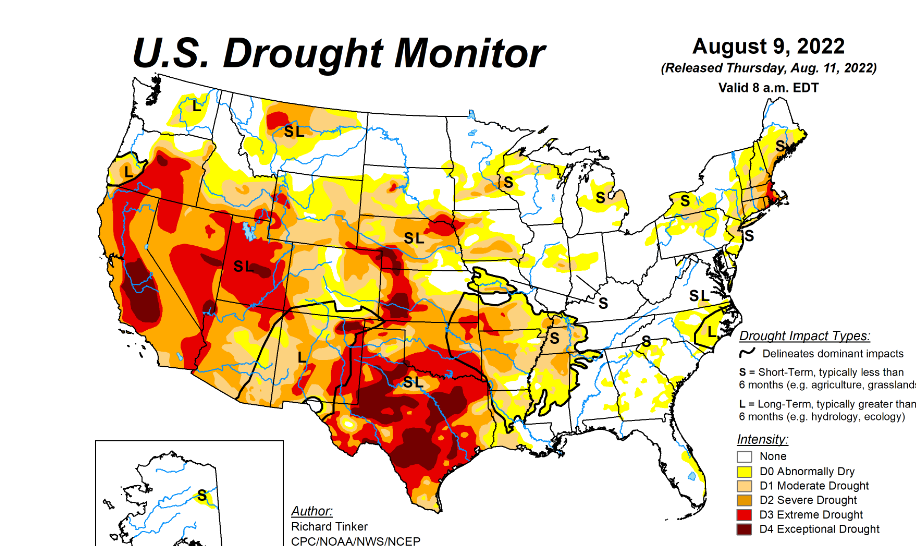 U.S. Drought Monitor
August 9, 2022
(Released Thursday, Aug. 11, 2022)
Valid 8 a.m. EDT
L
SL
S
L
S
S
S
S
SL
SL
S
SL
L
S
S
L
SL
S
Drought Impact Types:
Delineates dominant impacts
S = Short-Term, typically less than
6 months (e.g. agriculture, grasslands
L = Long-Term, typically greater than
6 months (e.g. hydrology, ecology)
Intensity:
None
D0 Abnormally Dry
D1 Moderate Drought
D2 Severe Drought
D3 Extreme Drought
D4 Exceptional Drought
Author:
Richard Tinker
CPC/NOAA/NWS/NCEP